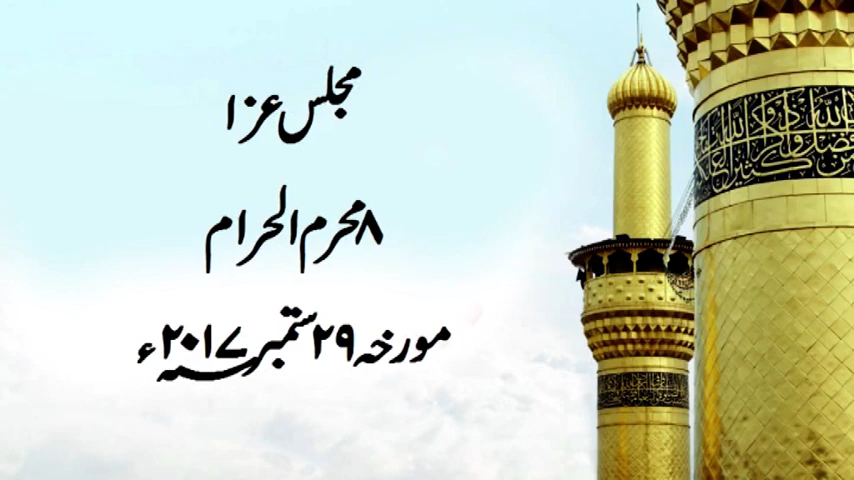 مجلس عزا
۸ محرم الحرام
مورخہ ۲۹ ستمبر ۲۰۱۷ء